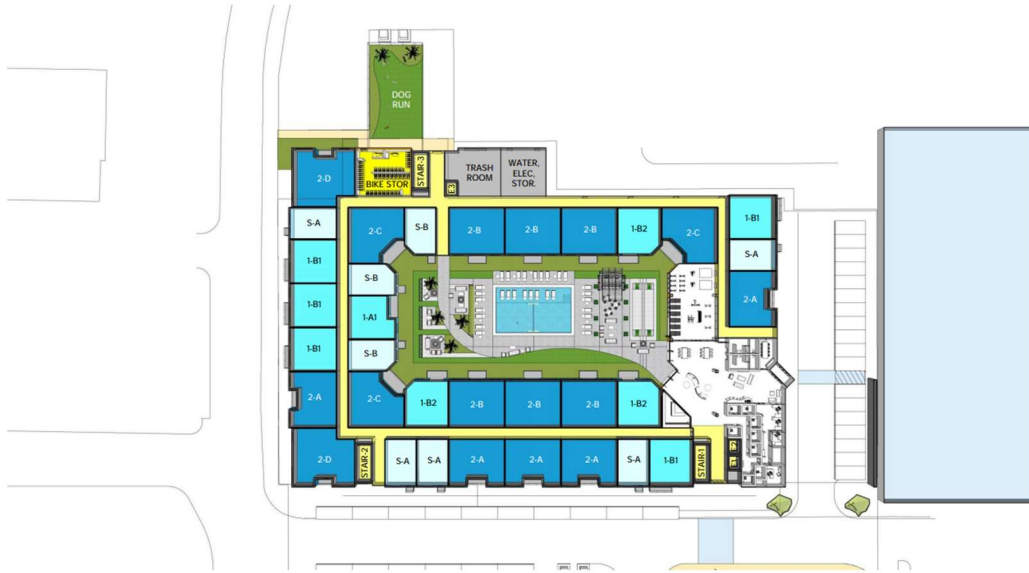 DOG
RUN
2-D
BIKE STOR
STAIR-3
E3
TRASH
ROOM
WATER,
ELEC,
STOR.
S-A
2-C
S-B
2-B
2-B
2-B
1-B2
2-C
1-B1
S-A
1-B1
S-B
2-A
1-B1
1-A1
1-B1
S-B
2-A
2-C
1-B2
2-B
2-B
2-B
1-B2
2-D
STAIR-2
S-A
S-A
2-A
2-A
2-A
S-A
1-B1
STAIR-1